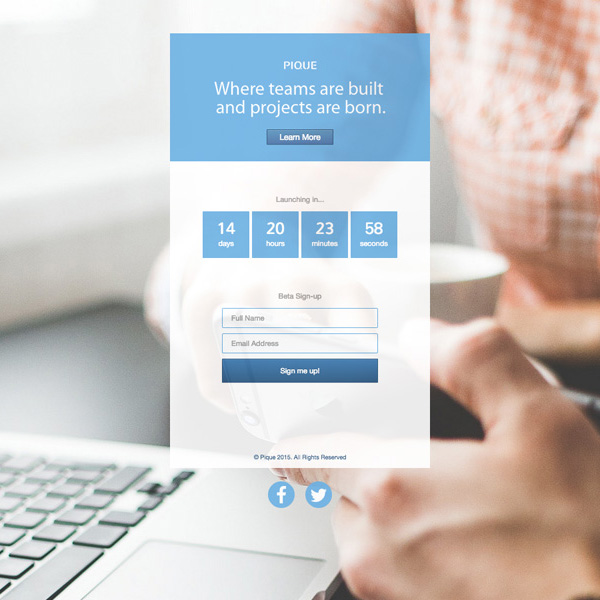 PIQUE
Where teams are built
and projects are born.
Learn More
Launching in...
14 20 23 58
days hours minutes seconds
Beta Sign-up
Full Name
Email Address
Sign me up!
© Pique 2015. All Rights Reserved